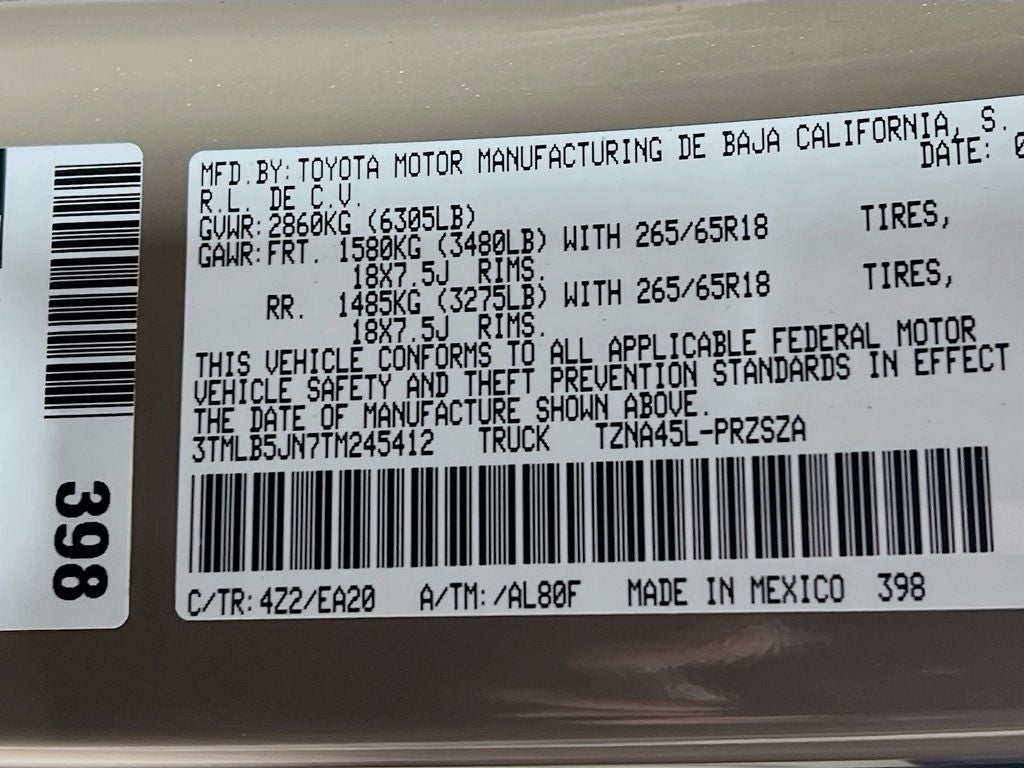 MFD.BY:TOYOTA MOTOR MANUFACTURING DE BAJA CALIFORNIA, S.
R.L. DE C.V. DATE:
GVWR:2860KG (6305LB)
GAWR:FRT. 1580KG (3480LB) WITH 265/65R18 TIRES,
18X7.5J RIMS.
RR. 1485KG (3275LB) WITH 265/65R18 TIRES,
18X7.5J RIMS.
THIS VEHICLE CONFORMS TO ALL APPLICABLE FEDERAL MOTOR
VEHICLE SAFETY AND THEFT PREVENTION STANDARDS IN EFFECT
THE DATE OF MANUFACTURE SHOWN ABOVE.
3TMLB5JN7TM245412 TRUCK TZNA45L-PRZSZA
C/TR:4Z2/EA20 A/TM:/AL80F MADE IN MEXICO 398
398